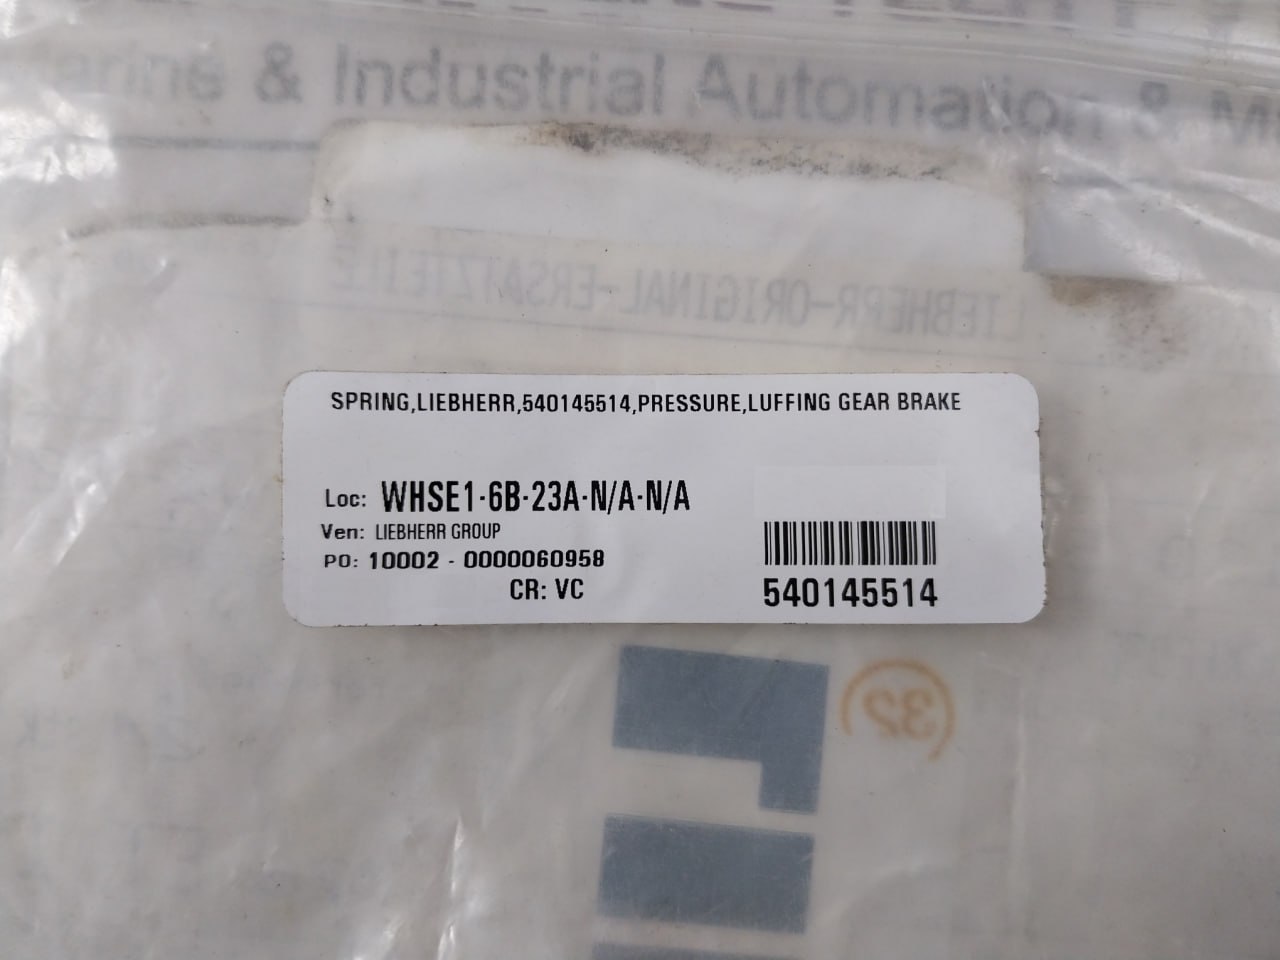 & Industrial Automation & M
LIEBHERR-ORIGINAL-ERSATZTEILE
SPRING,LIEBHERR,540145514,PRESSURE,LUFFING GEAR BRAKE
Loc: WHSE1-6B-23A-N/A-N/A
Ven: LIEBHERR GROUP
PO: 10002 - 0000060958
CR: VC
540145514
(32)